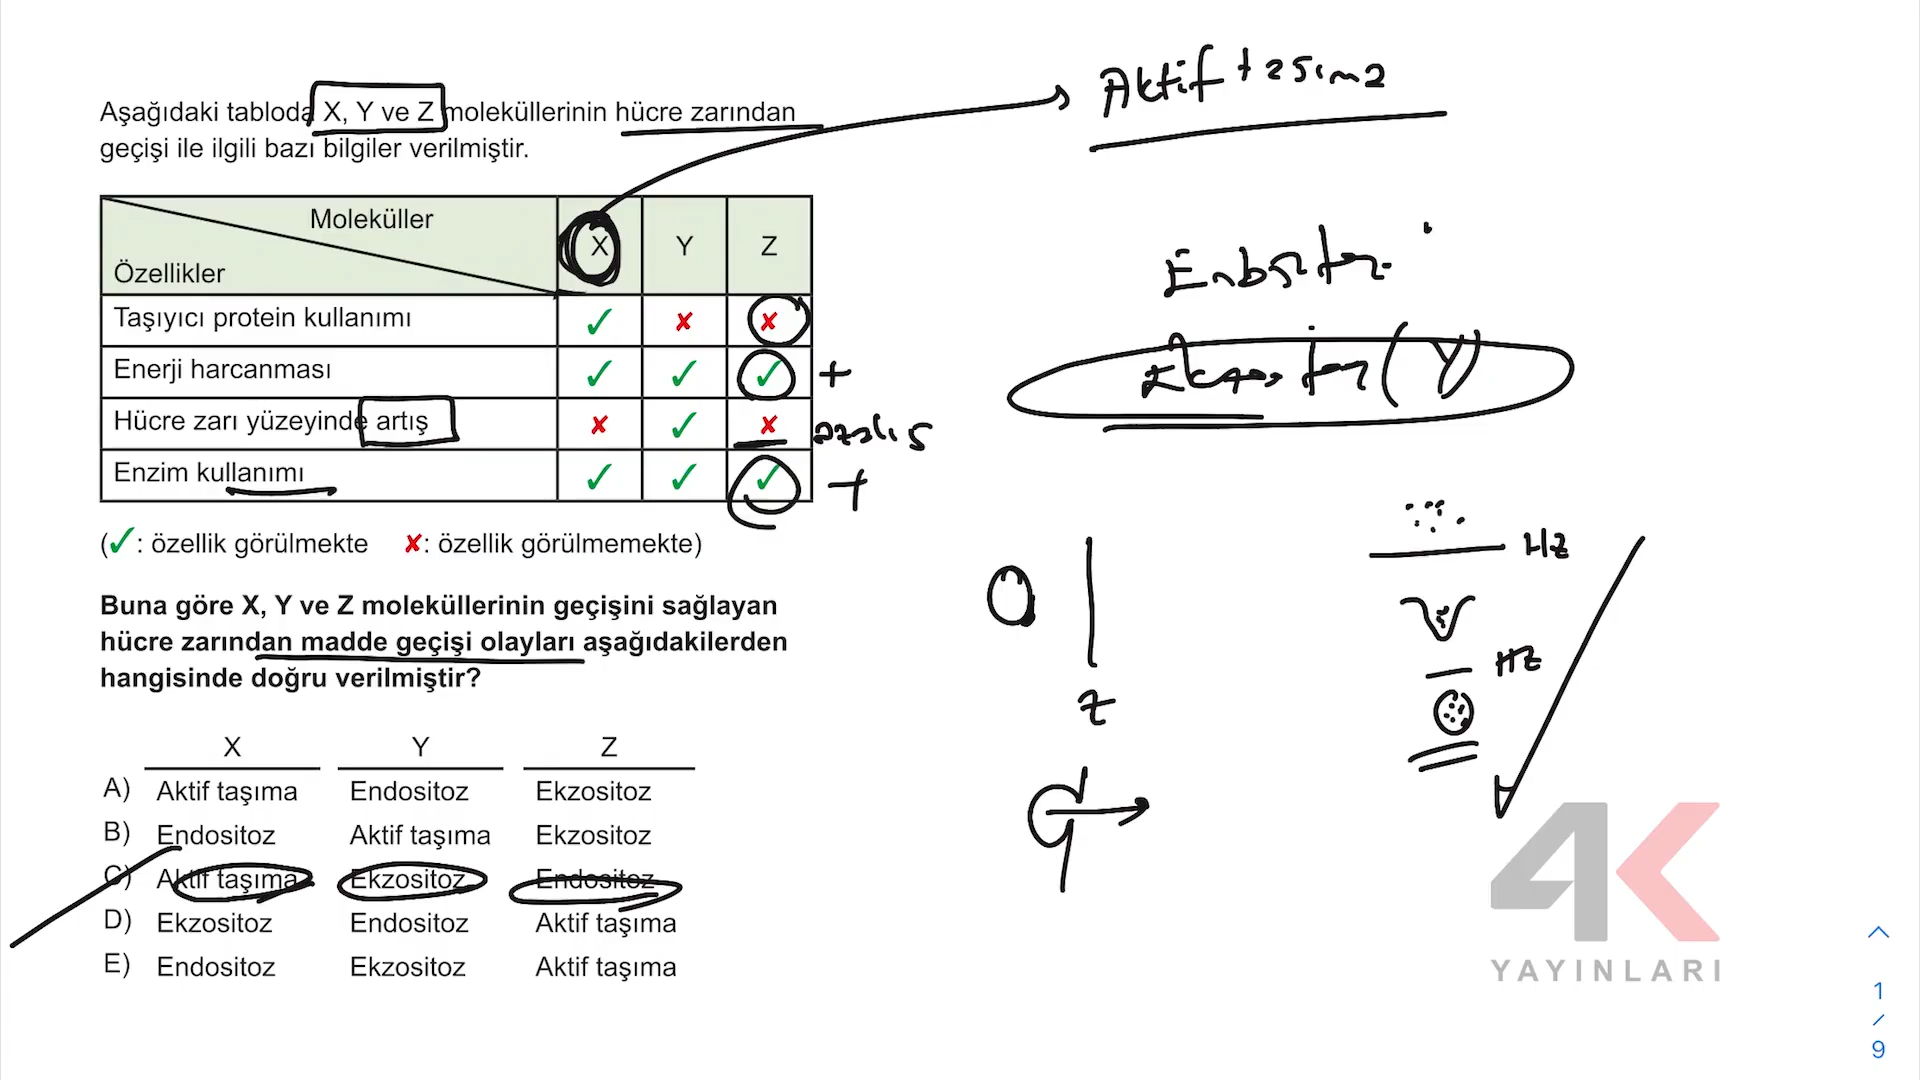 Aşağıdaki tabloda X, Y ve Z moleküllerinin hücre zarından
geçişi ile ilgili bazı bilgiler verilmiştir.
Moleküller
Özellikler
X Y Z
Taşıyıcı protein kullanımı ✓ ✘ ✘
Enerji harcanması ✓ ✓ ✓ +
Hücre zarı yüzeyinde artış ✘ ✓ ✘ azalış
Enzim kullanımı ✓ ✓ ✓ +
(✓: özellik görülmekte ✘: özellik görülmemekte)
Buna göre X, Y ve Z moleküllerinin geçişini sağlayan
hücre zarından madde geçişi olayları aşağıdakilerden
hangisinde doğru verilmiştir?
X Y Z
A) Aktif taşıma Endositoz Ekzositoz
B) Endositoz Aktif taşıma Ekzositoz
C) Aktif taşıma Ekzositoz Endositoz
D) Ekzositoz Endositoz Aktif taşıma
E) Endositoz Ekzositoz Aktif taşıma
Aktif taşıma
(Y)
HZ
HZ
Z
4K
YAYINLARI
1
/
9